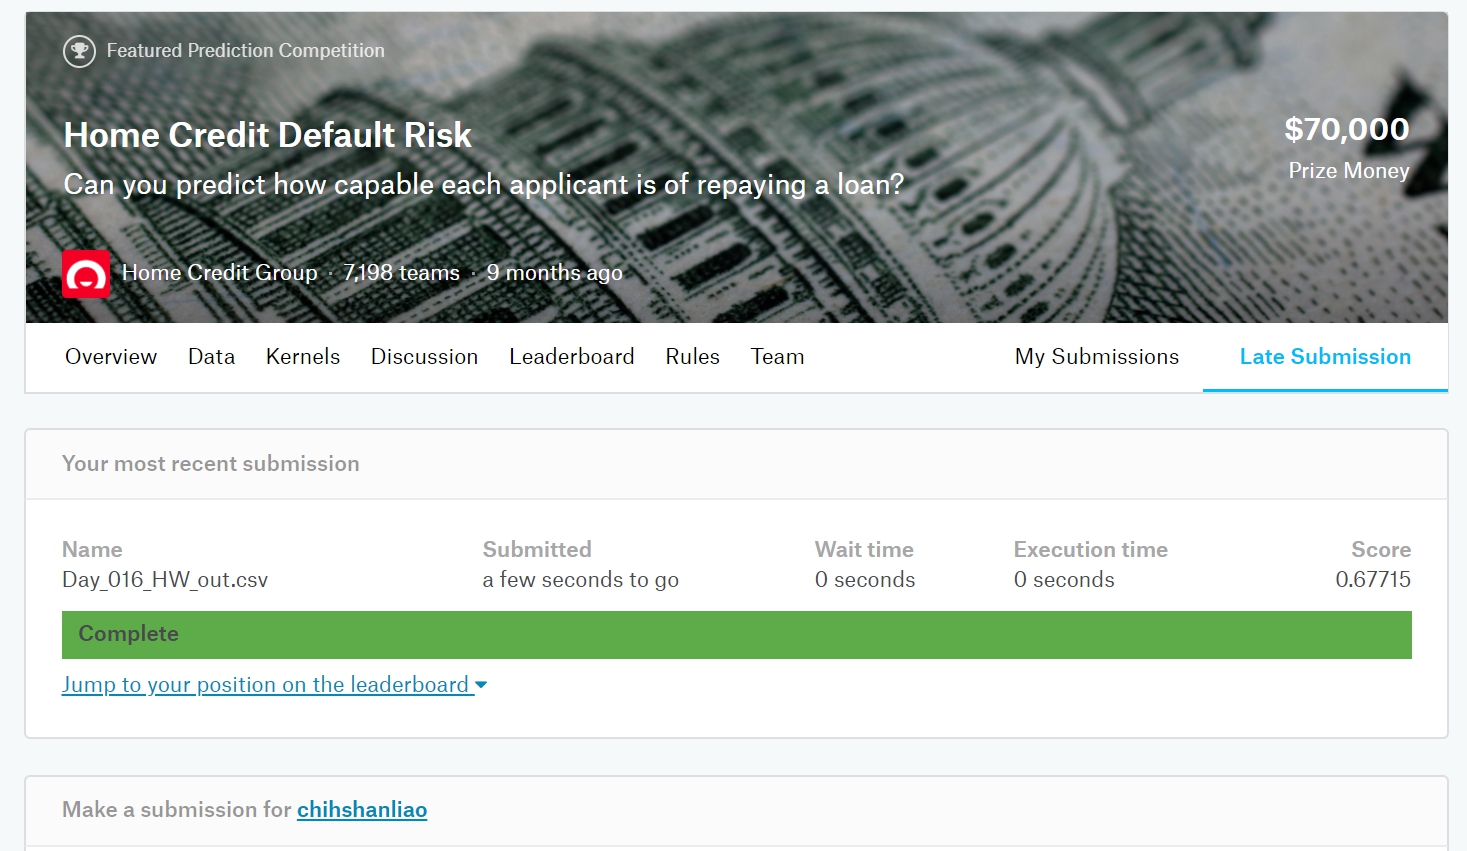 Featured Prediction Competition
Home Credit Default Risk
$70,000
Can you predict how capable each applicant is of repaying a loan?
Prize Money
Home Credit Group · 7,198 teams · 9 months ago
Overview Data Kernels Discussion Leaderboard Rules Team My Submissions Late Submission
Your most recent submission
Name Submitted Wait time Execution time Score
Day_016_HW_out.csv a few seconds to go 0 seconds 0 seconds 0.67715
Complete
Jump to your position on the leaderboard
Make a submission for chihshanliao